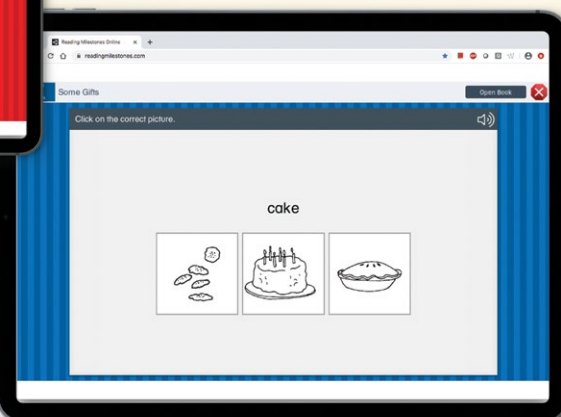 Reading Milestones Online
readingmilestones.com
Some Gifts
Open Book
Click on the correct picture.
cake